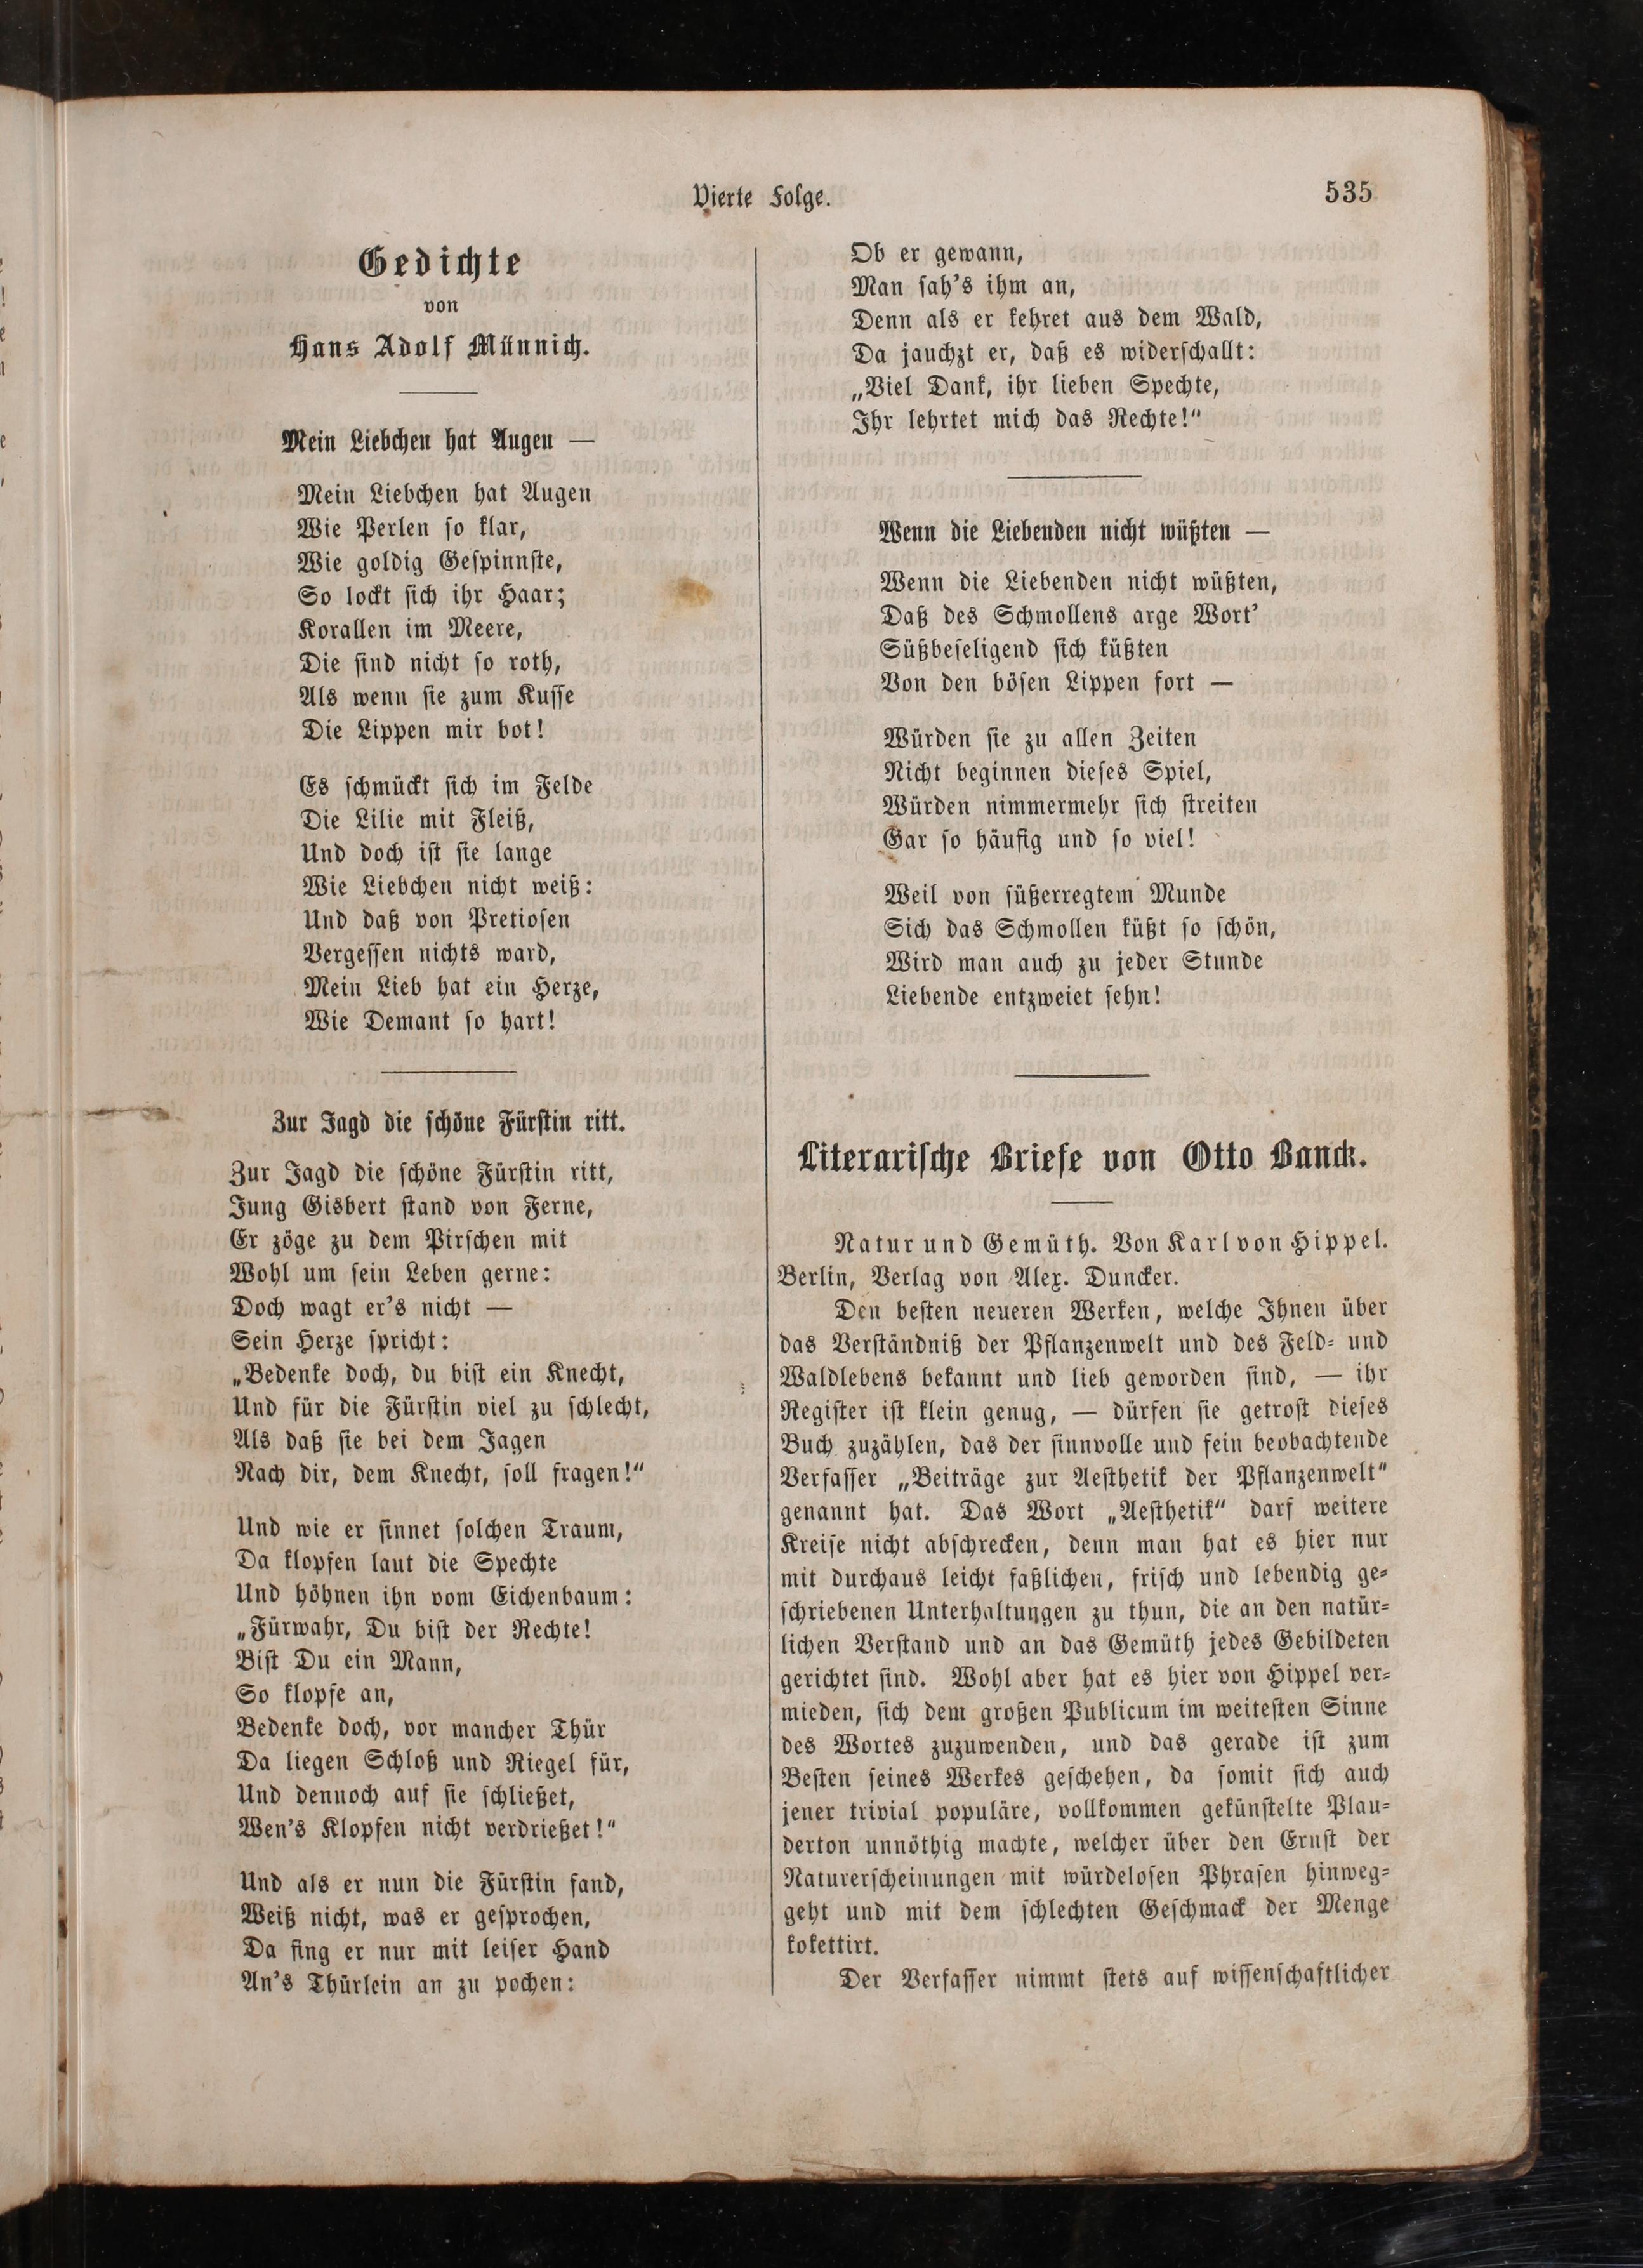 Vierte Folge.
535
Gedichte
von
Hans Adolf Männich.
Mein Liebchen hat Augen —
Mein Liebchen hat Augen
Wie Perlen ſo klar,
Wie goldig Geſpinnſte,
So lockt ſich ihr Haar;
Korallen im Meere,
Die ſind nicht ſo roth,
Als wenn ſie zum Kuſſe
Die Lippen mir bot!
Es ſchmückt ſich im Felde
Die Lilie mit Fleiß,
Und doch iſt ſie lange
Wie Liebchen nicht weiß:
Und daß von Pretioſen
Vergeſſen nichts ward,
Mein Lieb hat ein Herze,
Wie Demant ſo hart!
Zur Jagd die ſchöne Fürſtin ritt.
Zur Jagd die ſchöne Fürſtin ritt,
Jung Gisbert ſtand von Ferne,
Er zöge zu dem Pirſchen mit
Wohl um ſein Leben gerne:
Doch wagt er's nicht —
Sein Herze ſpricht:
„Bedenke doch, du biſt ein Knecht,
Und für die Fürſtin viel zu ſchlecht,
Als daß ſie bei dem Jagen
Nach dir, dem Knecht, ſoll fragen!“
Und wie er ſinnet ſolchen Traum,
Da klopfen laut die Spechte
Und höhnen ihn vom Eichenbaum:
„Fürwahr, Du biſt der Rechte!
Biſt Du ein Mann,
So klopfe an,
Bedenke doch, vor mancher Thür
Da liegen Schloß und Riegel für,
Und dennoch auf ſie ſchließet,
Wen's Klopfen nicht verdrießet!“
Und als er nun die Fürſtin fand,
Weiß nicht, was er geſprochen,
Da fing er nur mit leiſer Hand
An's Thürlein an zu pochen:
Ob er gewann,
Man ſah's ihm an,
Denn als er kehret aus dem Wald,
Da jauchzt er, daß es widerſchallt:
„Viel Dank, ihr lieben Spechte,
Ihr lehrtet mich das Rechte!“
Wenn die Liebenden nicht wüßten —
Wenn die Liebenden nicht wüßten,
Daß des Schmollens arge Wort'
Süßbeſeligend ſich küßten
Von den böſen Lippen fort —
Würden ſie zu allen Zeiten
Nicht beginnen dieſes Spiel,
Würden nimmermehr ſich ſtreiten
Gar ſo häufig und ſo viel!
Weil von ſüßerregtem Munde
Sich das Schmollen küßt ſo ſchön,
Wird man auch zu jeder Stunde
Liebende entzweiet ſehn!
Literariſche Briefe von Otto Banck.
Natur und Gemüth. Von Karl von Hippel.
Berlin, Verlag von Alex. Duncker.
Den beſten neueren Werken, welche Ihnen über
das Verſtändniß der Pflanzenwelt und des Feld- und
Waldlebens bekannt und lieb geworden ſind, — ihr
Regiſter iſt klein genug, — dürfen ſie getroſt dieſes
Buch zuzählen, das der ſinnvolle und fein beobachtende
Verfaſſer „Beiträge zur Aeſthetik der Pflanzenwelt“
genannt hat. Das Wort „Aeſthetik“ darf weitere
Kreiſe nicht abſchrecken, denn man hat es hier nur
mit durchaus leicht faßlichen, friſch und lebendig ge-
ſchriebenen Unterhaltungen zu thun, die an den natür-
lichen Verſtand und an das Gemüth jedes Gebildeten
gerichtet ſind. Wohl aber hat es hier von Hippel ver-
mieden, ſich dem großen Publicum im weiteſten Sinne
des Wortes zuzuwenden, und das gerade iſt zum
Beſten ſeines Werkes geſchehen, da ſomit ſich auch
jener trivial populäre, vollkommen gekünſtelte Plau-
derton unnöthig machte, welcher über den Ernſt der
Naturerſcheinungen mit würdeloſen Phraſen hinweg-
geht und mit dem ſchlechten Geſchmack der Menge
kokettirt.
Der Verfaſſer nimmt ſtets auf wiſſenſchaftlicher